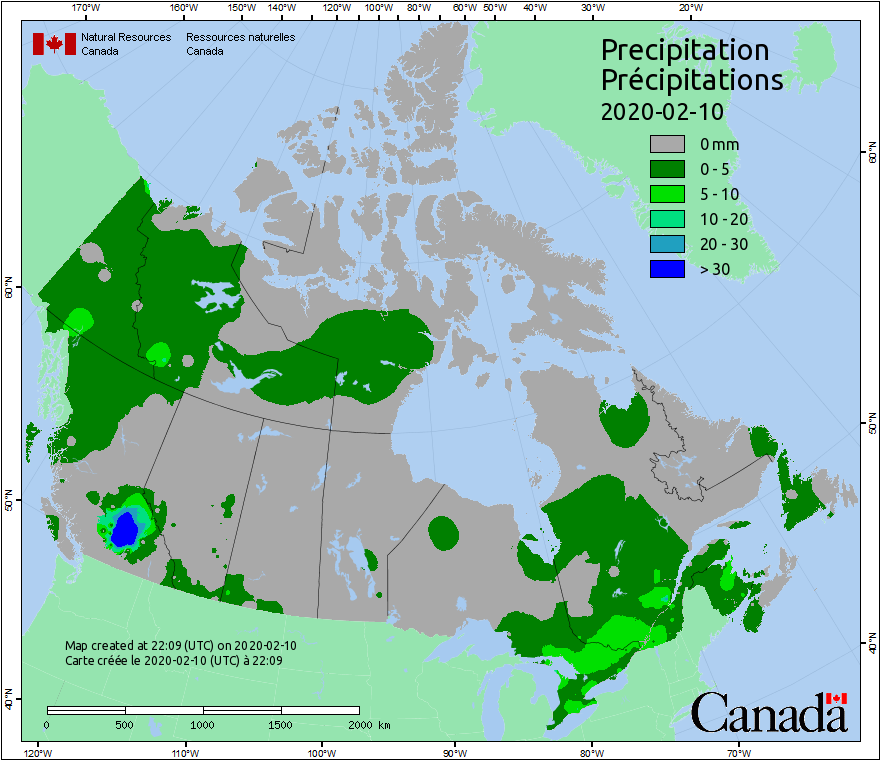 170°W 160°W 150°W 140°W 120°W 100°W 80°W 60°W 50°W 40°W 30°W 20°W
Natural Resources Ressources naturelles
Canada Canada
Precipitation
Précipitations
2020-02-10
0 mm
0 - 5
5 - 10
10 - 20
20 - 30
> 30
60°N
50°N
40°N
60°N
50°N
40°N
Map created at 22:09 (UTC) on 2020-02-10
Carte créée le 2020-02-10 (UTC) à 22:09
0 500 1000 1500 2000 km
Canada
120°W 110°W 100°W 90°W 80°W 70°W